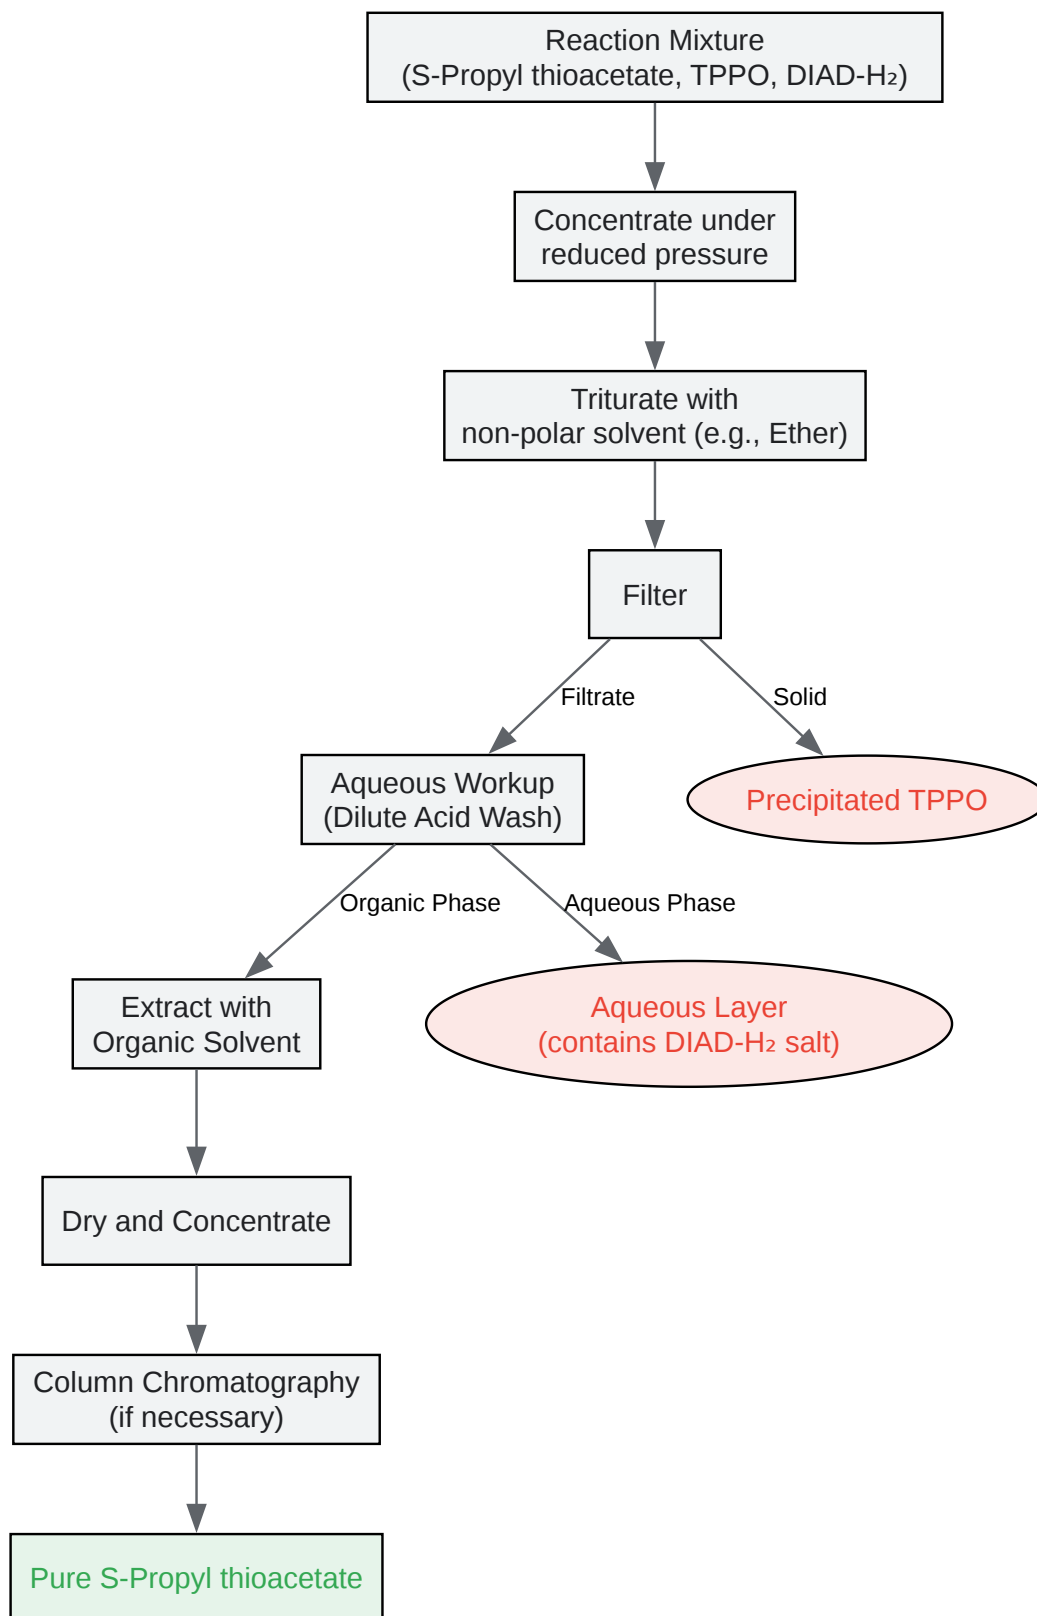 Reaction Mixture
(S-Propyl thioacetate, TPPO, DIAD-H₂)
Concentrate under
reduced pressure
Triturate with
non-polar solvent (e.g., Ether)
Filter
Filtrate
Solid
Aqueous Workup
(Dilute Acid Wash)
Precipitated TPPO
Organic Phase
Aqueous Phase
Extract with
Organic Solvent
Aqueous Layer
(contains DIAD-H₂ salt)
Dry and Concentrate
Column Chromatography
(if necessary)
Pure S-Propyl thioacetate